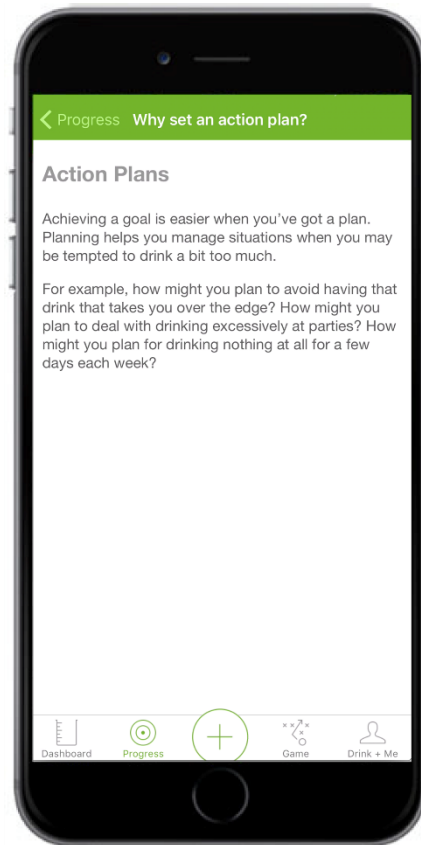 Progress Why set an action plan?
Action Plans
Achieving a goal is easier when you've got a plan.
Planning helps you manage situations when you may
be tempted to drink a bit too much.
For example, how might you plan to avoid having that
drink that takes you over the edge? How might you
plan to deal with drinking excessively at parties? How
might you plan for drinking nothing at all for a few
days each week?
Dashboard Progress Game Drink + Me